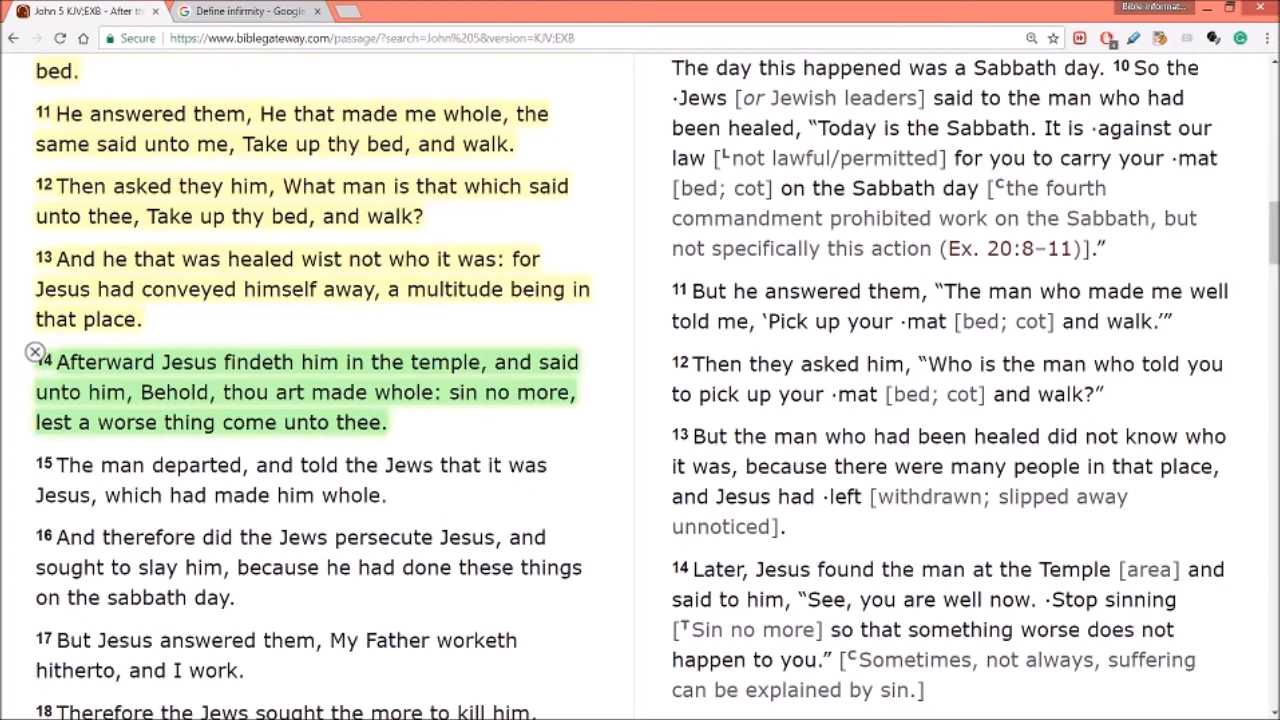 John 5 KJV;EXB - After th
Define infirmity - Google
Bible Informat...
Secure
https://www.biblegateway.com/passage/?search=John%205&version=KJV;EXB
bed.
11 He answered them, He that made me whole, the
same said unto me, Take up thy bed, and walk.
12 Then asked they him, What man is that which said
unto thee, Take up thy bed, and walk?
13 And he that was healed wist not who it was: for
Jesus had conveyed himself away, a multitude being in
that place.
14 Afterward Jesus findeth him in the temple, and said
unto him, Behold, thou art made whole: sin no more,
lest a worse thing come unto thee.
15 The man departed, and told the Jews that it was
Jesus, which had made him whole.
16 And therefore did the Jews persecute Jesus, and
sought to slay him, because he had done these things
on the sabbath day.
17 But Jesus answered them, My Father worketh
hitherto, and I work.
18 Therefore the Jews sought the more to kill him,
The day this happened was a Sabbath day. 10 So the
·Jews [or Jewish leaders] said to the man who had
been healed, “Today is the Sabbath. It is ·against our
law [ᴸnot lawful/permitted] for you to carry your ·mat
[bed; cot] on the Sabbath day [ᶜthe fourth
commandment prohibited work on the Sabbath, but
not specifically this action (Ex. 20:8–11)].”
11 But he answered them, “The man who made me well
told me, ‘Pick up your ·mat [bed; cot] and walk.’”
12 Then they asked him, “Who is the man who told you
to pick up your ·mat [bed; cot] and walk?”
13 But the man who had been healed did not know who
it was, because there were many people in that place,
and Jesus had ·left [withdrawn; slipped away
unnoticed].
14 Later, Jesus found the man at the Temple [area] and
said to him, “See, you are well now. ·Stop sinning
[ᵀSin no more] so that something worse does not
happen to you.” [ᶜSometimes, not always, suffering
can be explained by sin.]